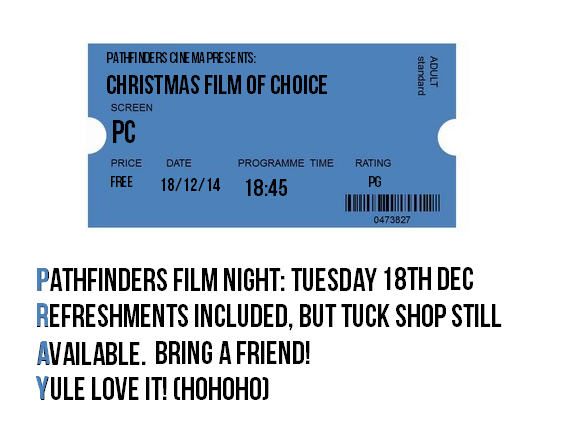 PATHFINDERS CINEMA PRESENTS:
CHRISTMAS FILM OF CHOICE
ADULT
standard
SCREEN
PC
PRICE DATE PROGRAMME TIME RATING
FREE 18/12/14 18:45 PG
0473827
PATHFINDERS FILM NIGHT: TUESDAY 18TH DEC
REFRESHMENTS INCLUDED, BUT TUCK SHOP STILL
AVAILABLE. BRING A FRIEND!
YULE LOVE IT! (HOHOHO)